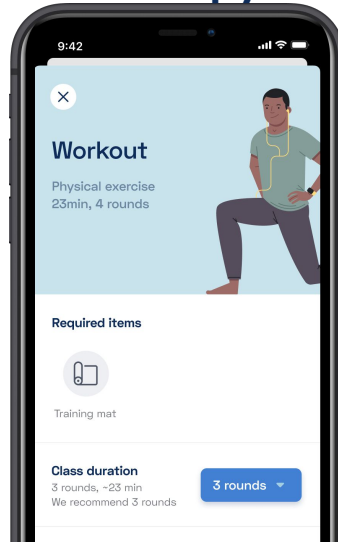 9:42
Workout
Physical exercise
23min, 4 rounds
Required items
Training mat
Class duration
3 rounds, ~23 min
We recommend 3 rounds
3 rounds